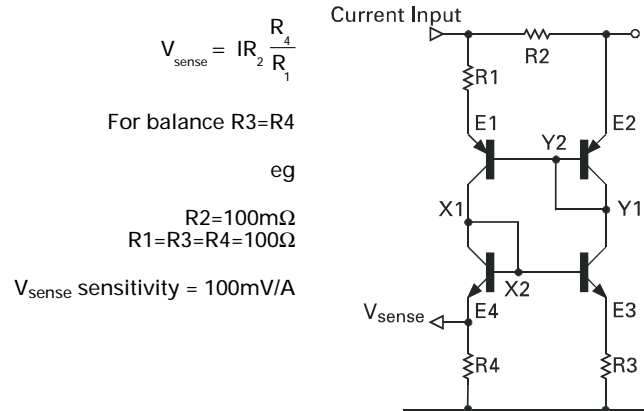 V_sense = IR_2 R_4/R_1
For balance R3=R4
eg
R2=100mΩ
R1=R3=R4=100Ω
V_sense sensitivity = 100mV/A
Current Input
R2
R1
E1
E2
Y2
X1
Y1
X2
V_sense
E4
E3
R4
R3